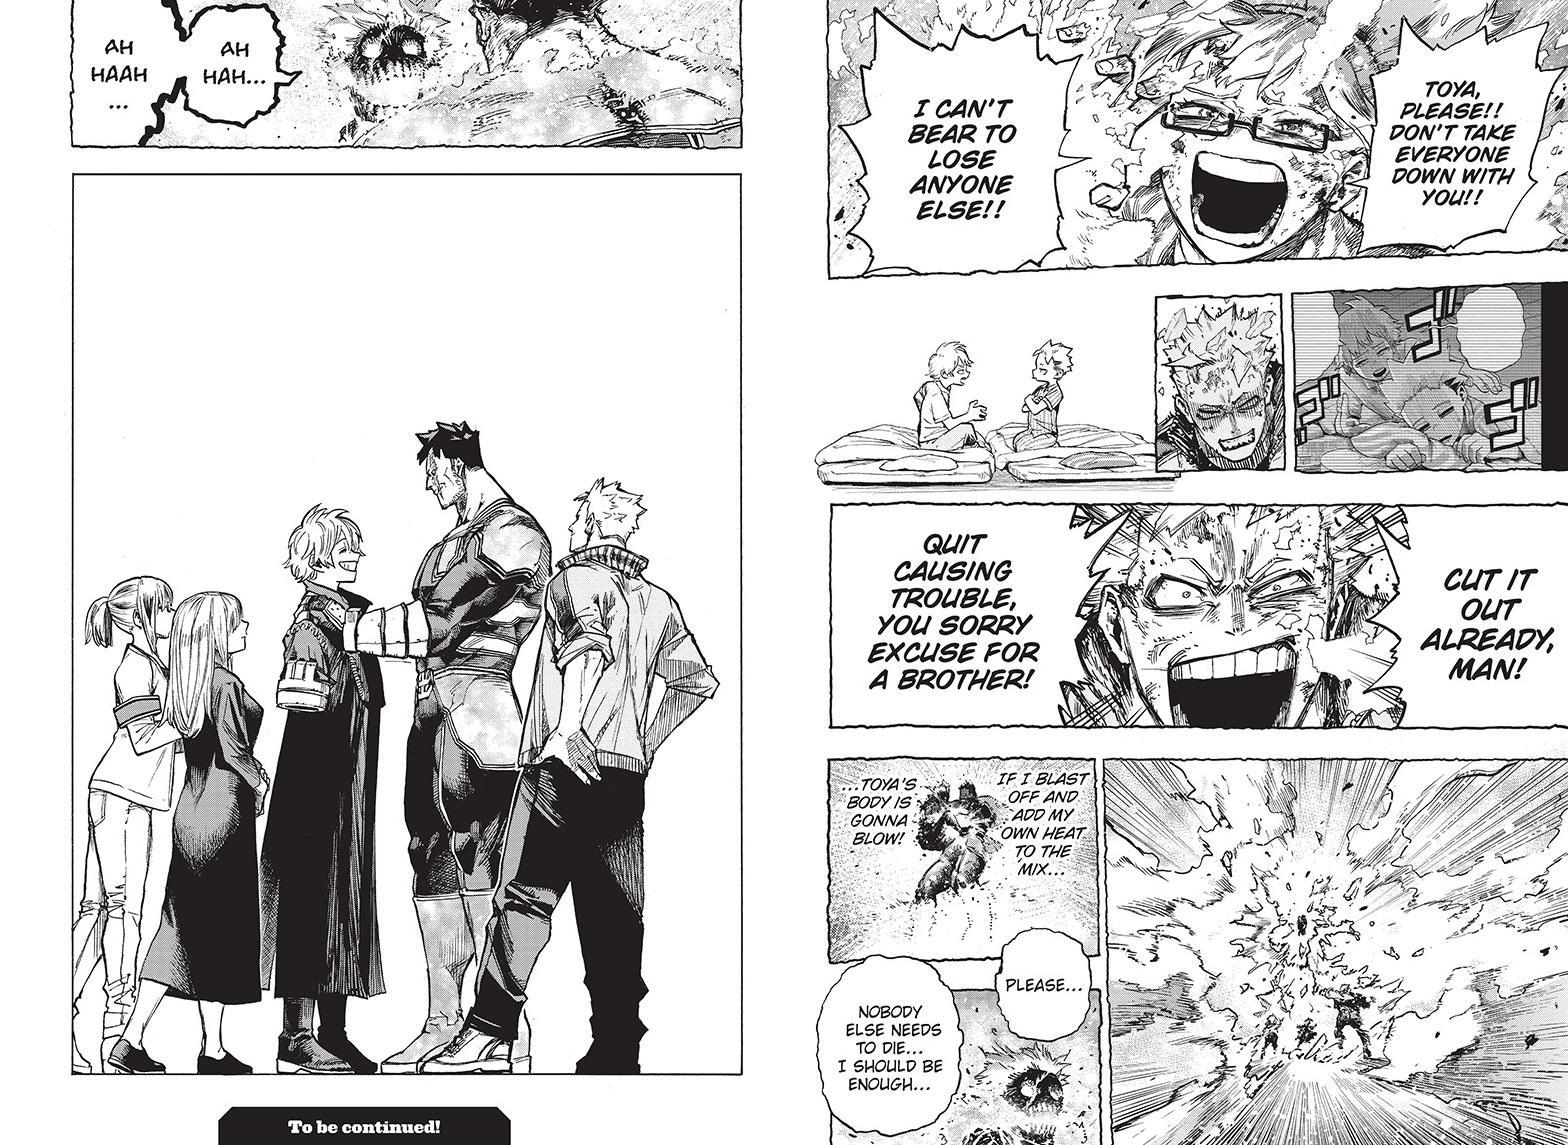 TOYA,
PLEASE!!
DON'T TAKE
EVERYONE
DOWN WITH
YOU!!
I CAN'T
BEAR TO
LOSE
ANYONE
ELSE!!
ゴ
ゴ
ゴ
CUT IT
OUT
ALREADY,
MAN!
QUIT
CAUSING
TROUBLE,
YOU SORRY
EXCUSE FOR
A BROTHER!
IF I BLAST
OFF AND
ADD MY
OWN HEAT
TO THE
MIX...
...TOYA'S
BODY IS
GONNA
BLOW!
PLEASE...
NOBODY
ELSE NEEDS
TO DIE...
I SHOULD BE
ENOUGH...
AH
HAH...
AH
HAAH
...
To be continued!